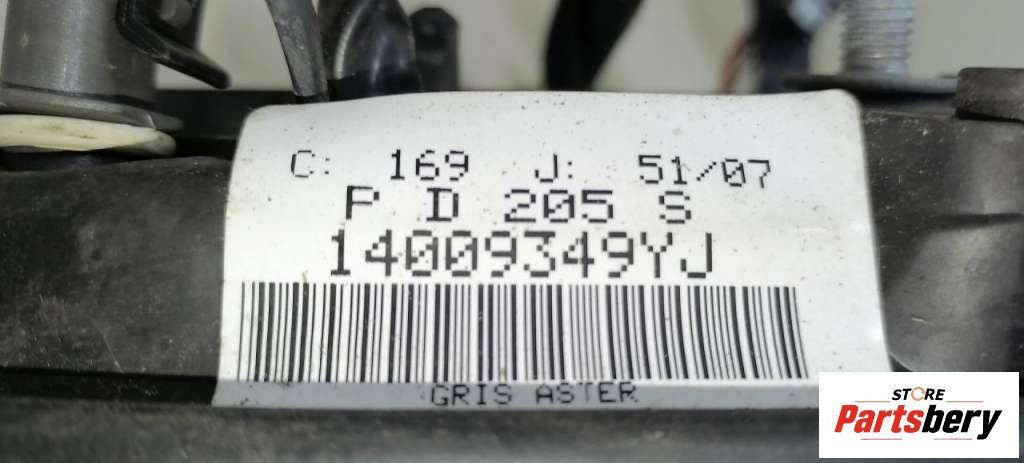 C: 169 J: 51/07
P D 205 S
14009349YJ
GRIS ASTER
STORE
Partsbery